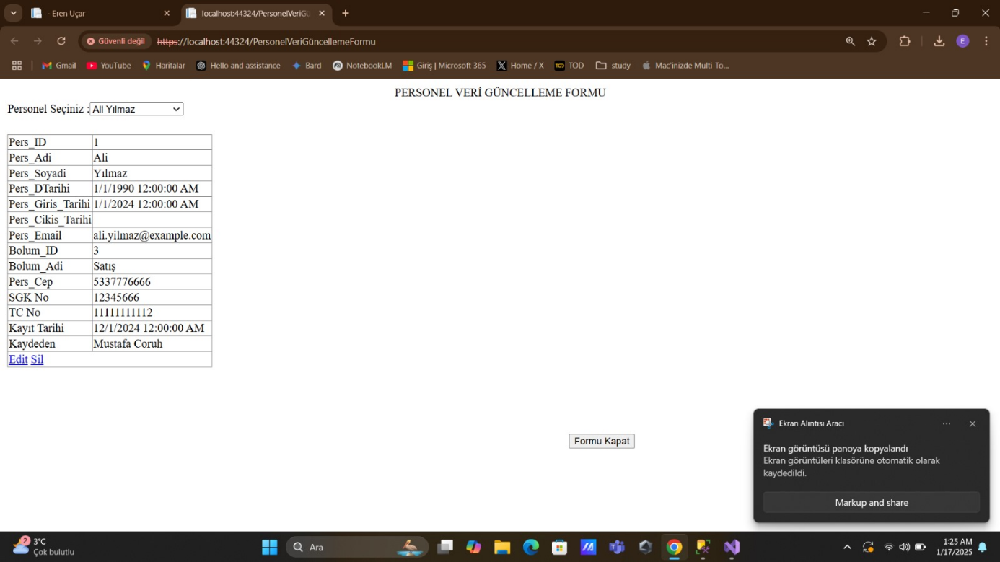 - Eren Uçar
localhost:44324/PersonelVeriGü
Güvenli değil
https://localhost:44324/PersonelVeriGüncellemeFormu
E
Gmail
YouTube
Haritalar
Hello and assistance
Bard
NotebookLM
Giriş | Microsoft 365
Home / X
TOD
study
Mac'inizde Multi-To...
PERSONEL VERİ GÜNCELLEME FORMU
Personel Seçiniz : Ali Yılmaz
Pers_ID 1
Pers_Adi Ali
Pers_Soyadi Yılmaz
Pers_DTarihi 1/1/1990 12:00:00 AM
Pers_Giris_Tarihi 1/1/2024 12:00:00 AM
Pers_Cikis_Tarihi
Pers_Email ali.yilmaz@example.com
Bolum_ID 3
Bolum_Adi Satış
Pers_Cep 5337776666
SGK No 12345666
TC No 11111111112
Kayıt Tarihi 12/1/2024 12:00:00 AM
Kaydeden Mustafa Coruh
Edit Sil
Formu Kapat
Ekran Alıntısı Aracı
Ekran görüntüsü panoya kopyalandı
Ekran görüntüleri klasörüne otomatik olarak
kaydedildi.
Markup and share
2
3°C
Çok bulutlu
Ara
1:25 AM
1/17/2025